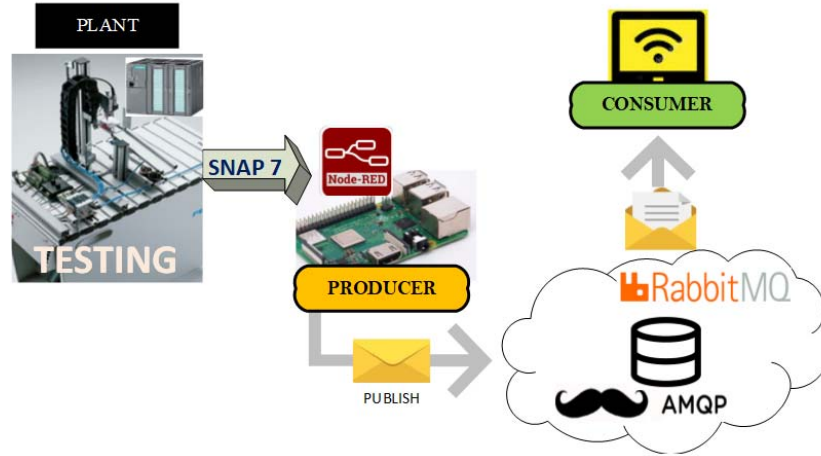 PLANT
TESTING
SNAP 7
Node-RED
PRODUCER
PUBLISH
CONSUMER
RabbitMQ
AMQP